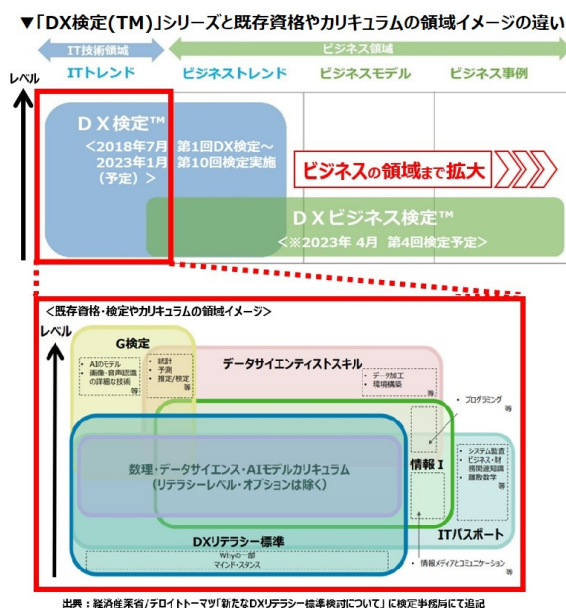 ▼「DX検定(TM)」シリーズと既存資格やカリキュラムの領域イメージの違い
IT技術領域
ビジネス領域
レベル
ITトレンド
ビジネストレンド
ビジネスモデル
ビジネス事例
DX検定™
<2018年7月 第1回DX検定~
2023年1月 第10回検定実施
(予定)>
ビジネスの領域まで拡大
DXビジネス検定™
<※2023年 4月 第4回検定予定>
<既存資格・検定やカリキュラムの領域イメージ>
レベル
G検定
・ AIのモデル
・ 画像・音声認識
の詳細な技術
等
・ 統計
・ 予測
・ 推定/検定
等
データサイエンティストスキル
・ データ加工
・ 環境構築
等
・ プログラミング
等
数理・データサイエンス・AIモデルカリキュラム
(リテラシーレベル・オプションは除く)
情報Ⅰ
・ システム監査
・ ビジネス・財
務関連知識
・ 離散数学
等
ITパスポート
DXリテラシー標準
Whyの一部
マインド・スタンス
・ 情報メディアとコミュニケーション
等
出典:経済産業省/デロイトトーマツ「新たなDXリテラシー標準検討について」に検定事務局にて追記